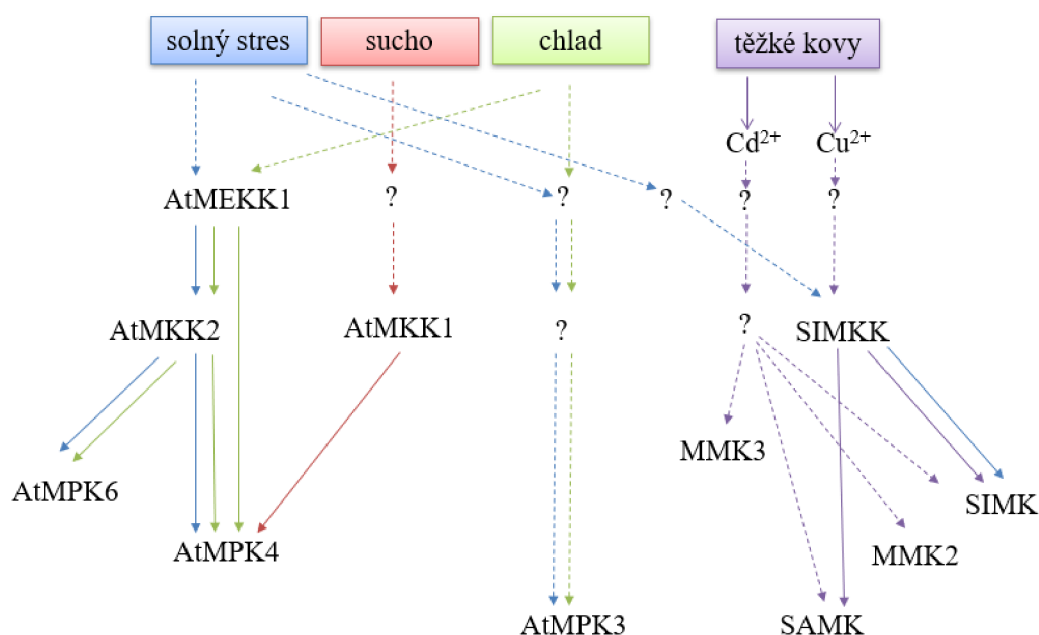 solný stres
sucho
chlad
těžké kovy
Cd²⁺
Cu²⁺
AtMEKK1
?
?
?
?
?
AtMKK2
AtMKK1
?
?
SIMKK
MMK3
AtMPK6
SIMK
AtMPK4
MMK2
AtMPK3
SAMK